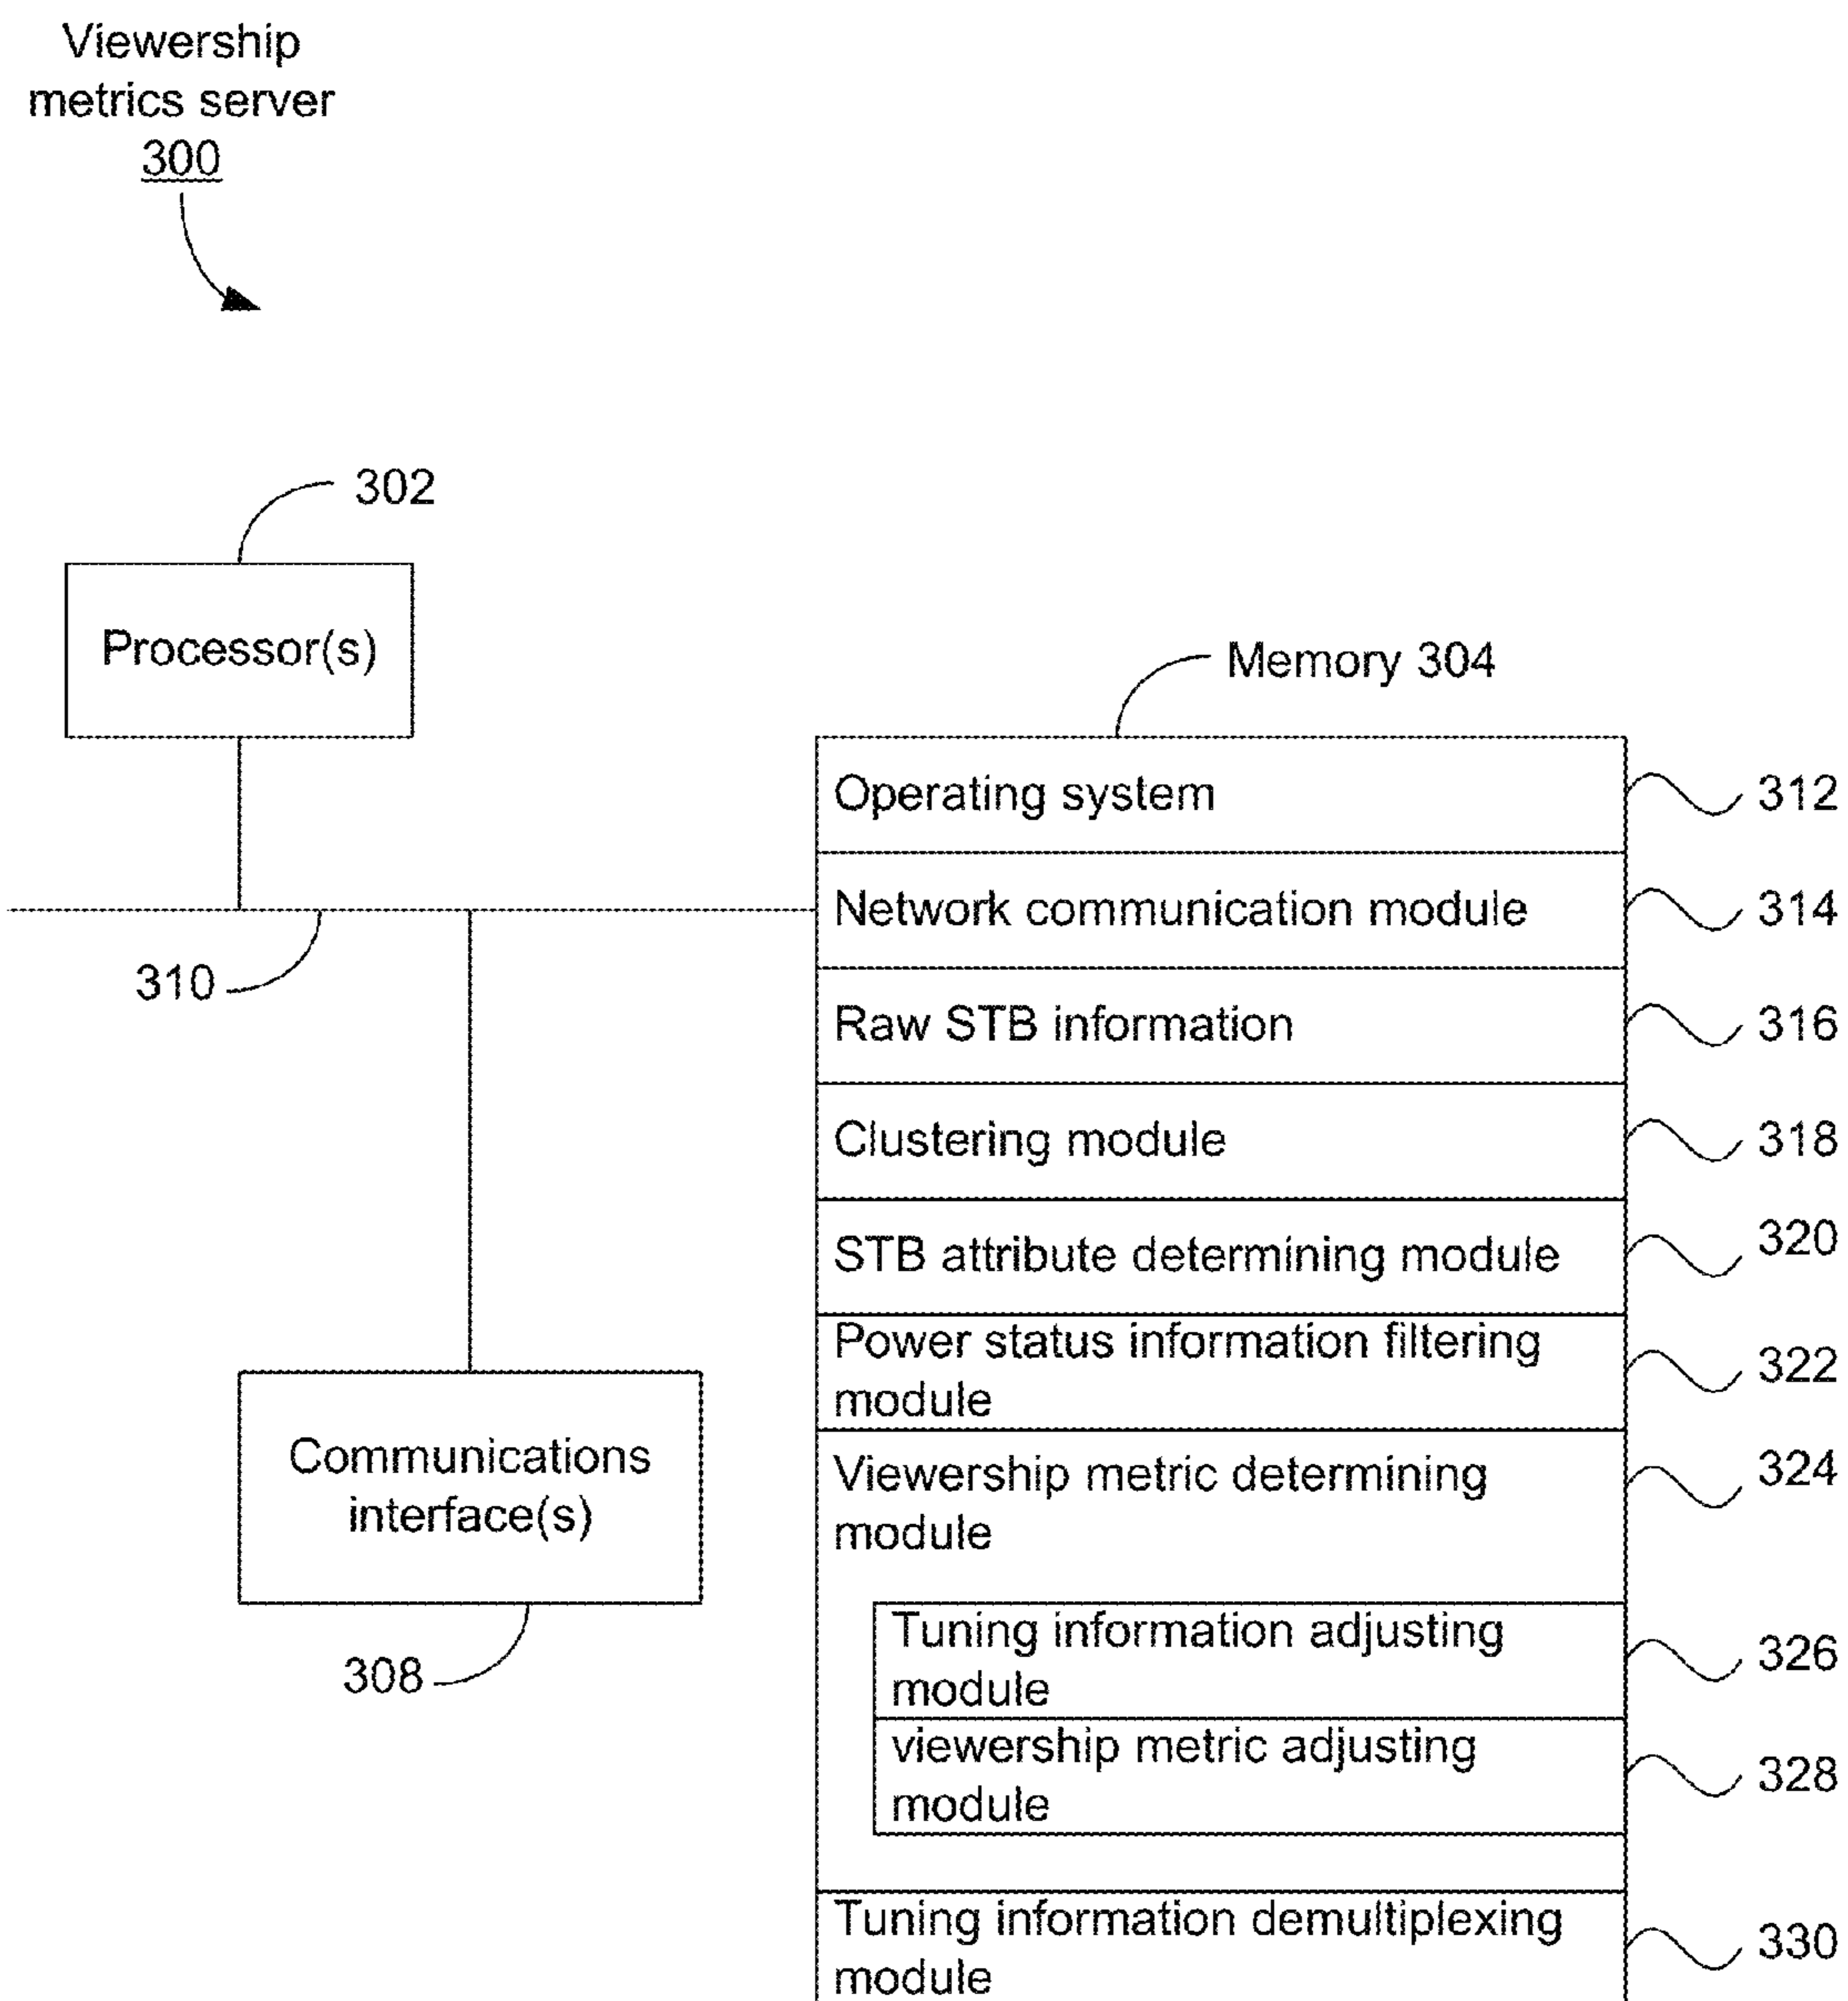 Viewership
metrics server
300
302
Processor(s)
Memory 304
Operating system
312
Network communication module
314
310
Raw STB information
316
Clustering module
318
STB attribute determining module
320
Power status information filtering
module
322
Communications
interface(s)
308
Viewership metric determining
module
324
Tuning information adjusting
module
326
viewership metric adjusting
module
328
Tuning information demultiplexing
module
330